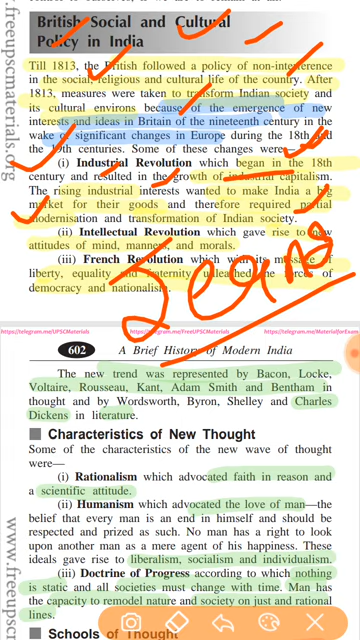 British Social and Cultural
Policy in India
Till 1813, the British followed a policy of non-interference
in the social, religious and cultural life of the country. After
1813, measures were taken to transform Indian society and
its cultural environs because of the emergence of new
interests and ideas in Britain of the nineteenth century in the
wake of significant changes in Europe during the 18th and
the 19th centuries. Some of these changes were—
(i) Industrial Revolution which began in the 18th
century and resulted in the growth of industrial capitalism.
The rising industrial interests wanted to make India a big
market for their goods and therefore required partial
modernisation and transformation of Indian society.
(ii) Intellectual Revolution which gave rise to new
attitudes of mind, manners, and morals.
(iii) French Revolution which with its message of
liberty, equality and fraternity unleashed the forces of
democracy and nationalism.
https://telegram.me/UPSCMaterials https://telegram.me/FreeUPSCMaterials https://telegram.me/MaterialforExam
602 A Brief History of Modern India
The new trend was represented by Bacon, Locke,
Voltaire, Rousseau, Kant, Adam Smith and Bentham in
thought and by Wordsworth, Byron, Shelley and Charles
Dickens in literature.
Characteristics of New Thought
Some of the characteristics of the new wave of thought
were—
(i) Rationalism which advocated faith in reason and
a scientific attitude.
(ii) Humanism which advocated the love of man—the
belief that every man is an end in himself and should be
respected and prized as such. No man has a right to look
upon another man as a mere agent of his happiness. These
ideals gave rise to liberalism, socialism and individualism.
(iii) Doctrine of Progress according to which nothing
is static and all societies must change with time. Man has
the capacity to remodel nature and society on just and rational
lines.
Schools of Thought